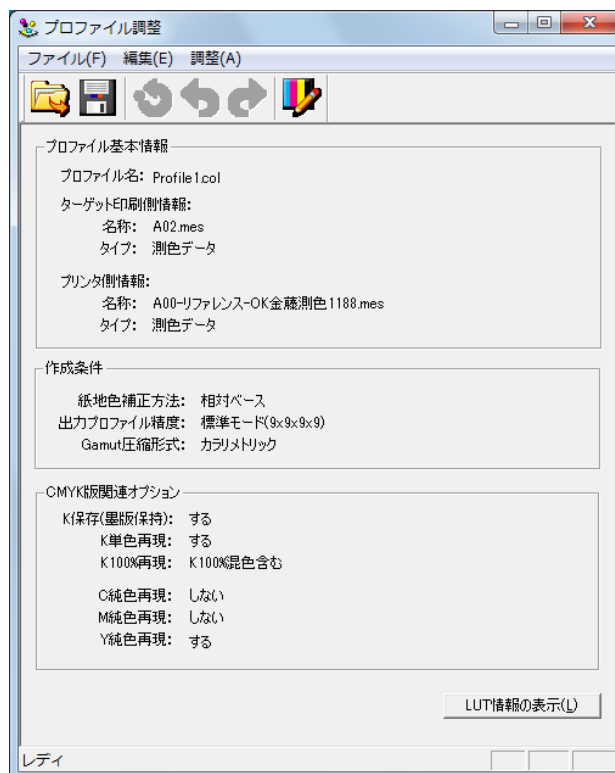 プロファイル調整
ファイル(F) 編集(E) 調整(A)
プロファイル基本情報
プロファイル名: Profile1.col
ターゲット印刷側情報:
名称: A02.mes
タイプ: 測色データ
プリンタ側情報:
名称: A00-リファレンス-OK金藤測色1188.mes
タイプ: 測色データ
作成条件
紙地色補正方法: 相対ベース
出力プロファイル精度: 標準モード(9x9x9x9)
Gamut圧縮形式: カラリメトリック
CMYK版関連オプション
K保存(墨版保持): する
K単色再現: する
K100%再現: K100%混色含む
C純色再現: しない
M純色再現: しない
Y純色再現: する
LUT情報の表示(L)
レディ